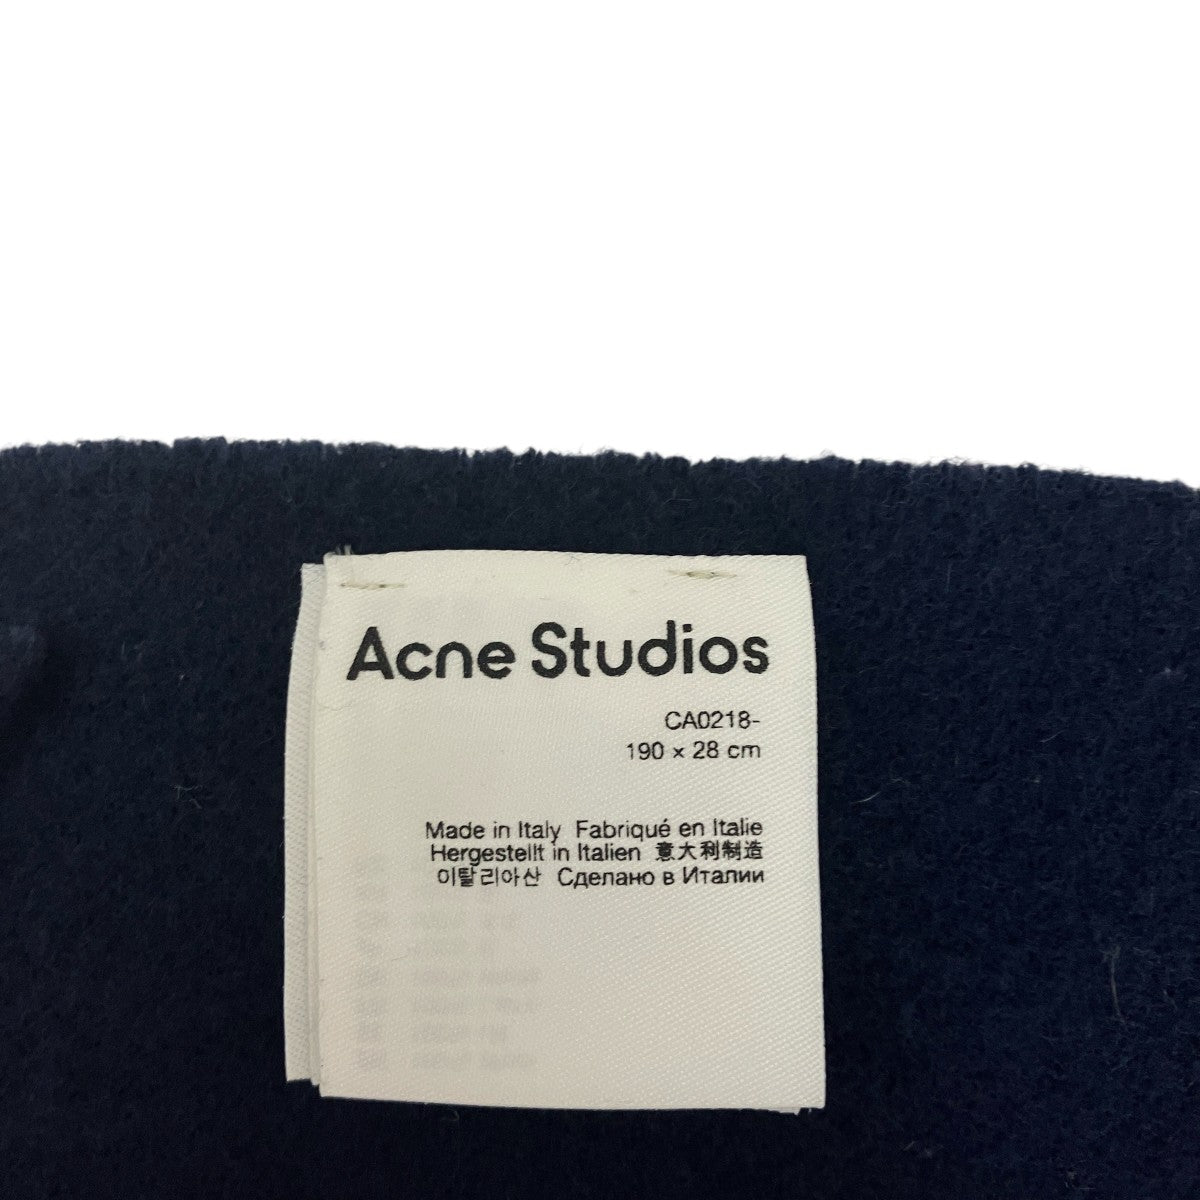 Acne Studios
CA0218-
190 × 28 cm
Made in Italy Fabriqué en Italie
Hergestellt in Italien 意大利制造
이탈리아산 Сделано в Италии